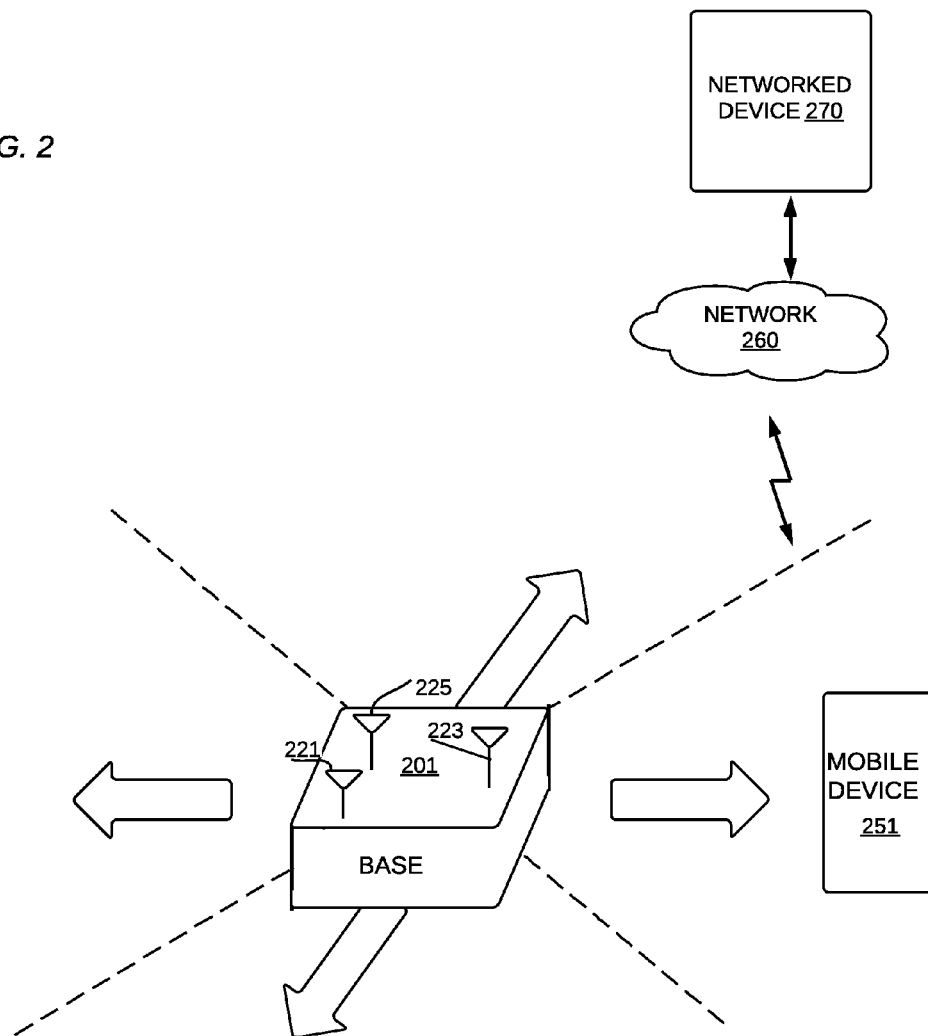 NETWORKED
DEVICE 270
G. 2
NETWORK
260
225
223
221
201
MOBILE
DEVICE
251
BASE